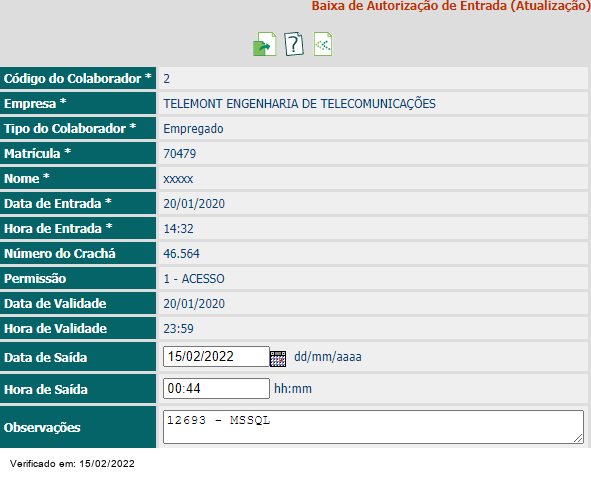 Baixa de Autorização de Entrada (Atualização)
Código do Colaborador * 2
Empresa * TELEMONT ENGENHARIA DE TELECOMUNICAÇÕES
Tipo do Colaborador * Empregado
Matrícula * 70479
Nome * xxxxx
Data de Entrada * 20/01/2020
Hora de Entrada * 14:32
Número do Crachá 46.564
Permissão 1 - ACESSO
Data de Validade 20/01/2020
Hora de Validade 23:59
Data de Saída 15/02/2022 dd/mm/aaaa
Hora de Saída 00:44 hh:mm
Observações 12693 - MSSQL
Verificado em: 15/02/2022